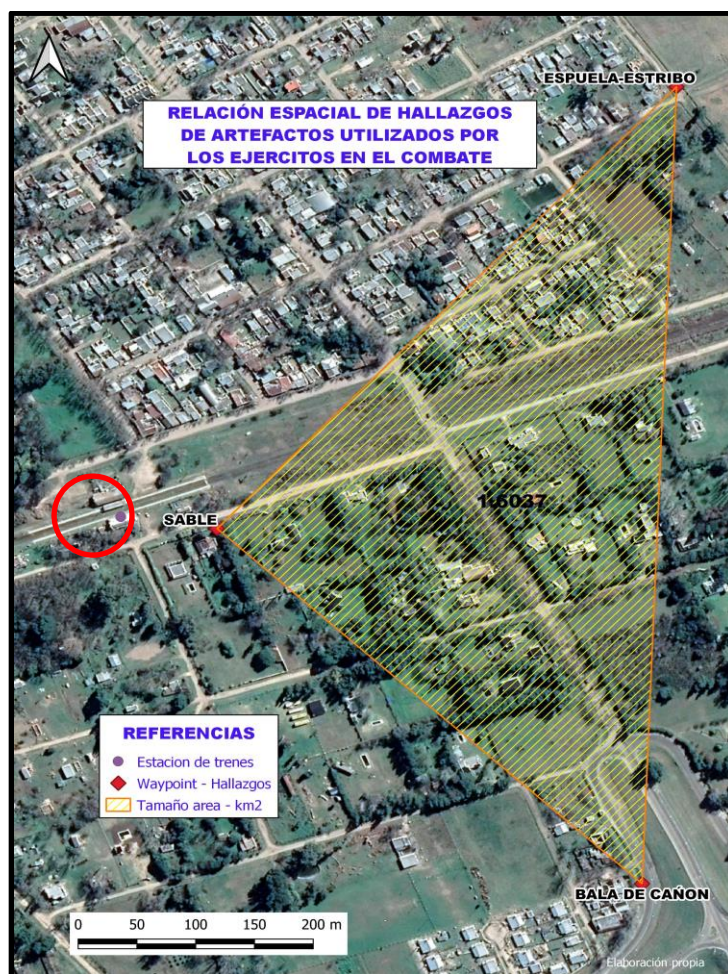 ESPUELA-ESTRIBO
RELACIÓN ESPACIAL DE HALLAZGOS
DE ARTEFACTOS UTILIZADOS POR
LOS EJERCITOS EN EL COMBATE
1.6037
SABLE
REFERENCIAS
Estacion de trenes
Waypoint - Hallazgos
Tamaño area - km2
BALA DE CAÑON
0 50 100 150 200 m
Elaboración propia